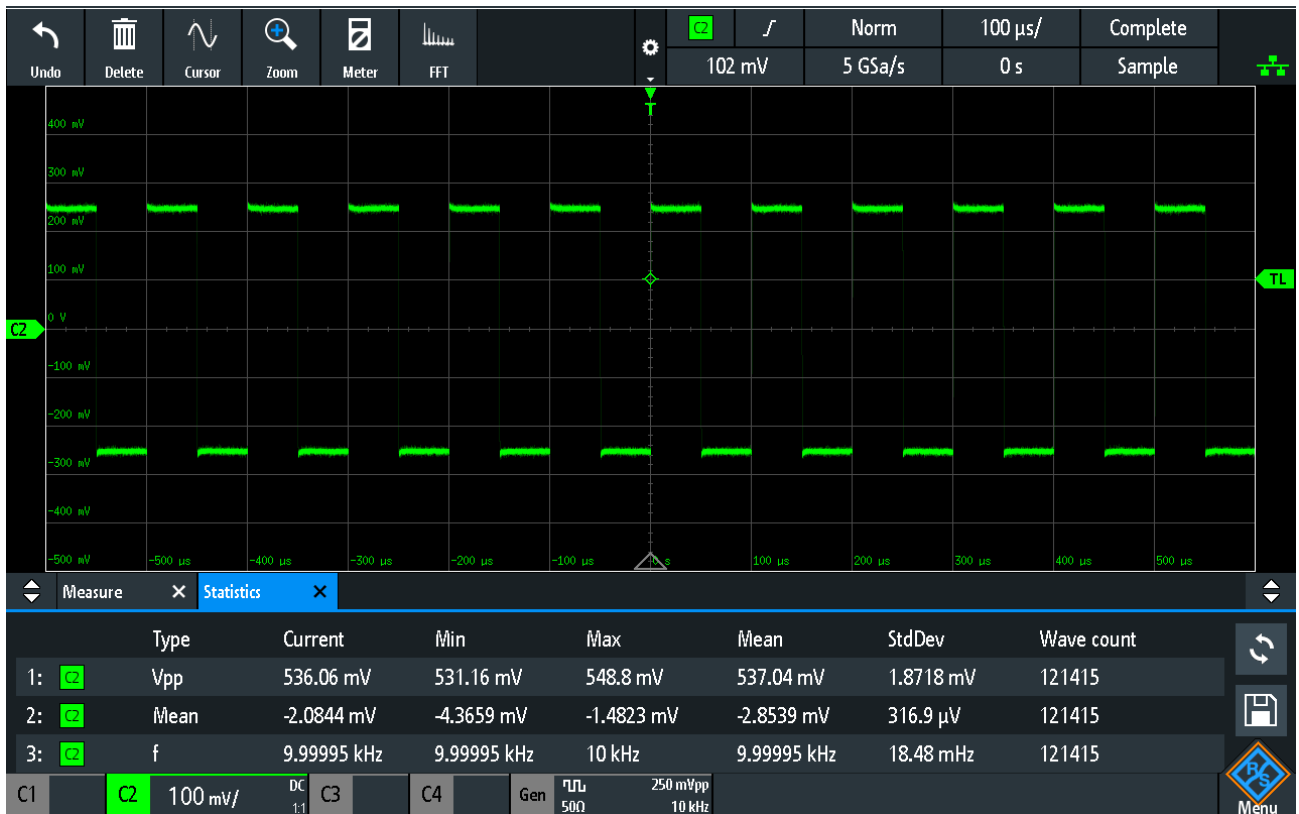 C2 Norm 100 µs/ Complete
Undo Delete Cursor Zoom Meter FFT 102 mV 5 GSa/s 0 s Sample
T
400 mV
300 mV
200 mV
100 mV
TL
0 V
C2
-100 mV
-200 mV
-300 mV
-400 mV
-500 mV -500 µs -400 µs -300 µs -200 µs -100 µs 0 s 100 µs 200 µs 300 µs 400 µs 500 µs
Measure Statistics
Type Current Min Max Mean StdDev Wave count
1: C2 Vpp 536.06 mV 531.16 mV 548.8 mV 537.04 mV 1.8718 mV 121415
2: C2 Mean -2.0844 mV -4.3659 mV -1.4823 mV -2.8539 mV 316.9 µV 121415
3: C2 f 9.99995 kHz 9.99995 kHz 10 kHz 9.99995 kHz 18.48 mHz 121415
R&S
C1 C2 100 mV/ DC 1:1 C3 C4 Gen 50Ω 250 mVpp 10 kHz Menu